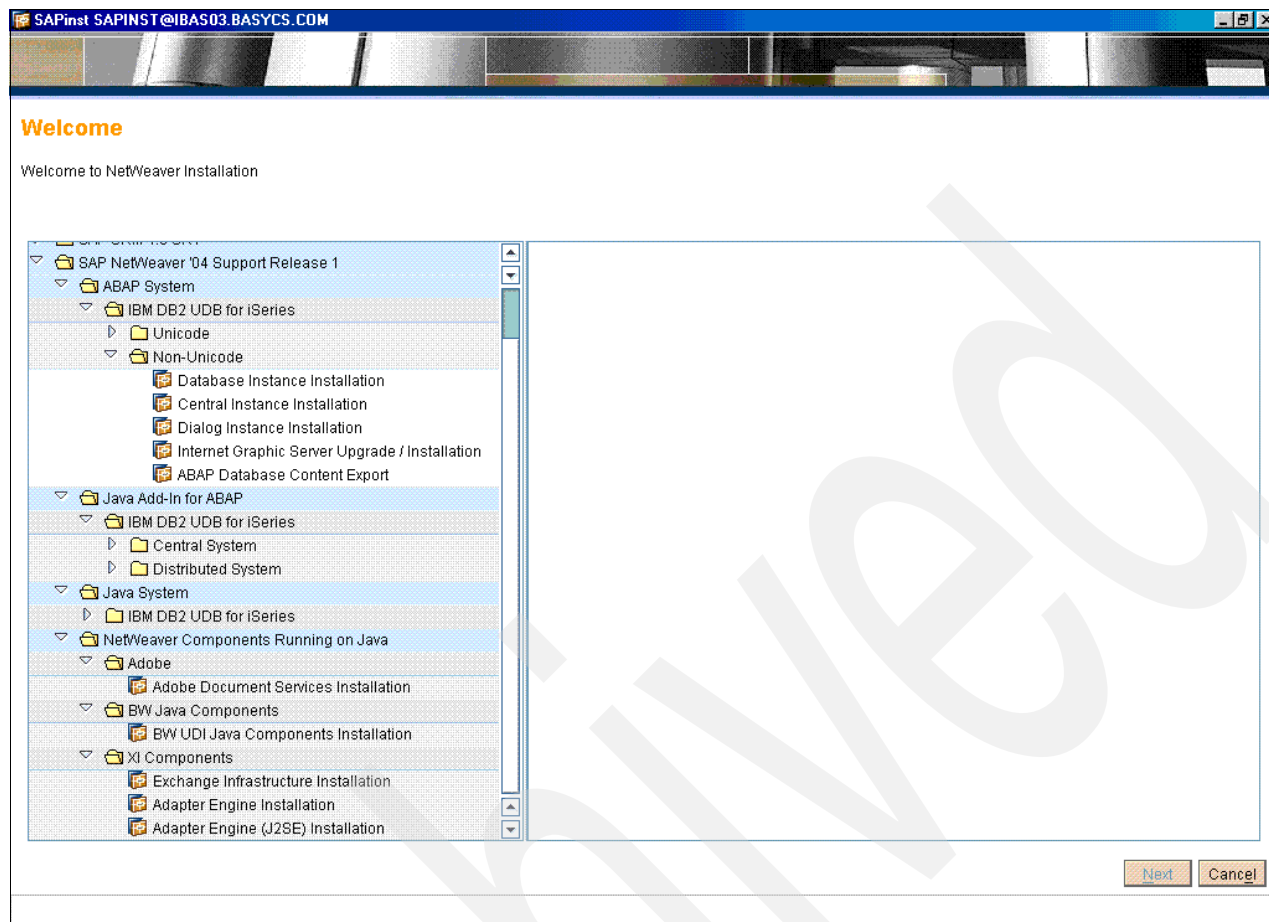 SAPinst SAPINST@IBAS03.BASYCS.COM
Welcome
Welcome to NetWeaver Installation
SAP NetWeaver '04 Support Release 1
ABAP System
IBM DB2 UDB for iSeries
Unicode
Non-Unicode
Database Instance Installation
Central Instance Installation
Dialog Instance Installation
Internet Graphic Server Upgrade / Installation
ABAP Database Content Export
Java Add-In for ABAP
IBM DB2 UDB for iSeries
Central System
Distributed System
Java System
IBM DB2 UDB for iSeries
NetWeaver Components Running on Java
Adobe
Adobe Document Services Installation
BW Java Components
BW UDI Java Components Installation
XI Components
Exchange Infrastructure Installation
Adapter Engine Installation
Adapter Engine (J2SE) Installation
Next Cancel
hived